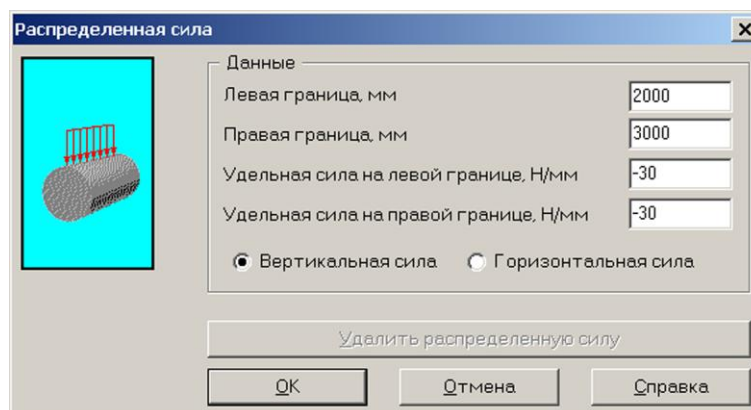 Распределенная сила
Данные
Левая граница, мм 2000
Правая граница, мм 3000
Удельная сила на левой границе, Н/мм -30
Удельная сила на правой границе, Н/мм -30
Вертикальная сила Горизонтальная сила
Удалить распределенную силу
OK Отмена Справка